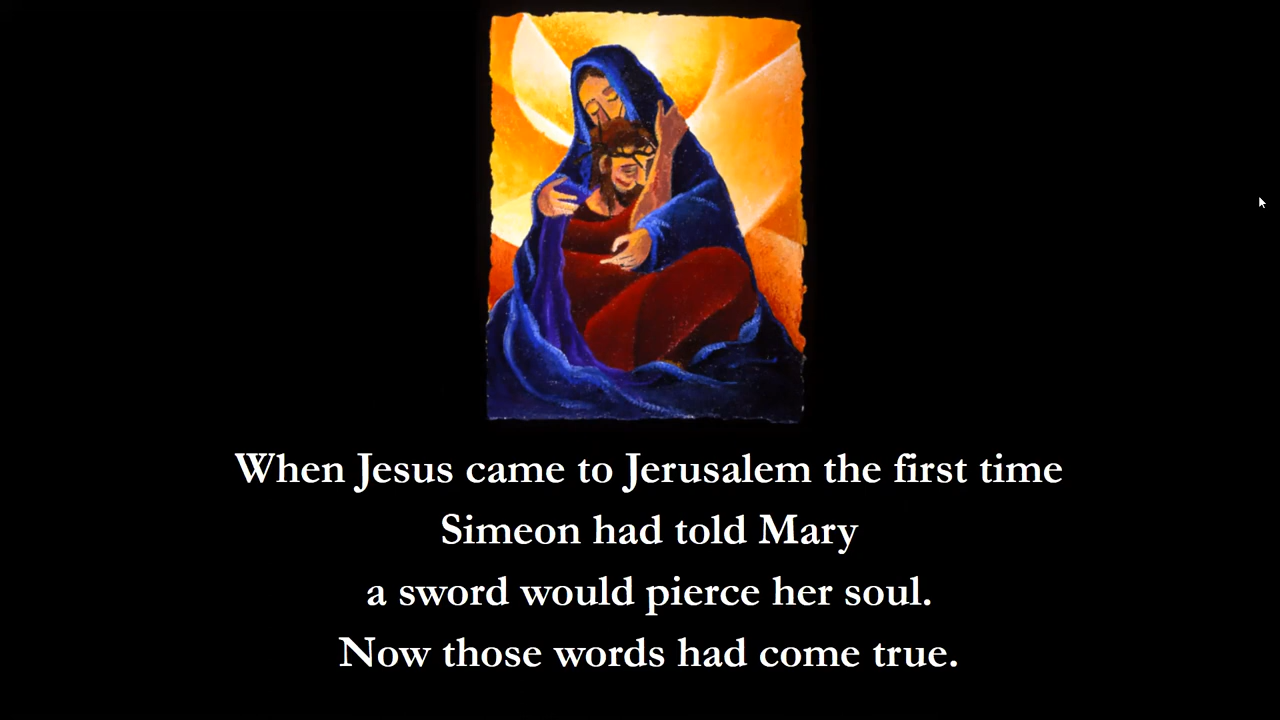 When Jesus came to Jerusalem the first time
Simeon had told Mary
a sword would pierce her soul.
Now those words had come true.